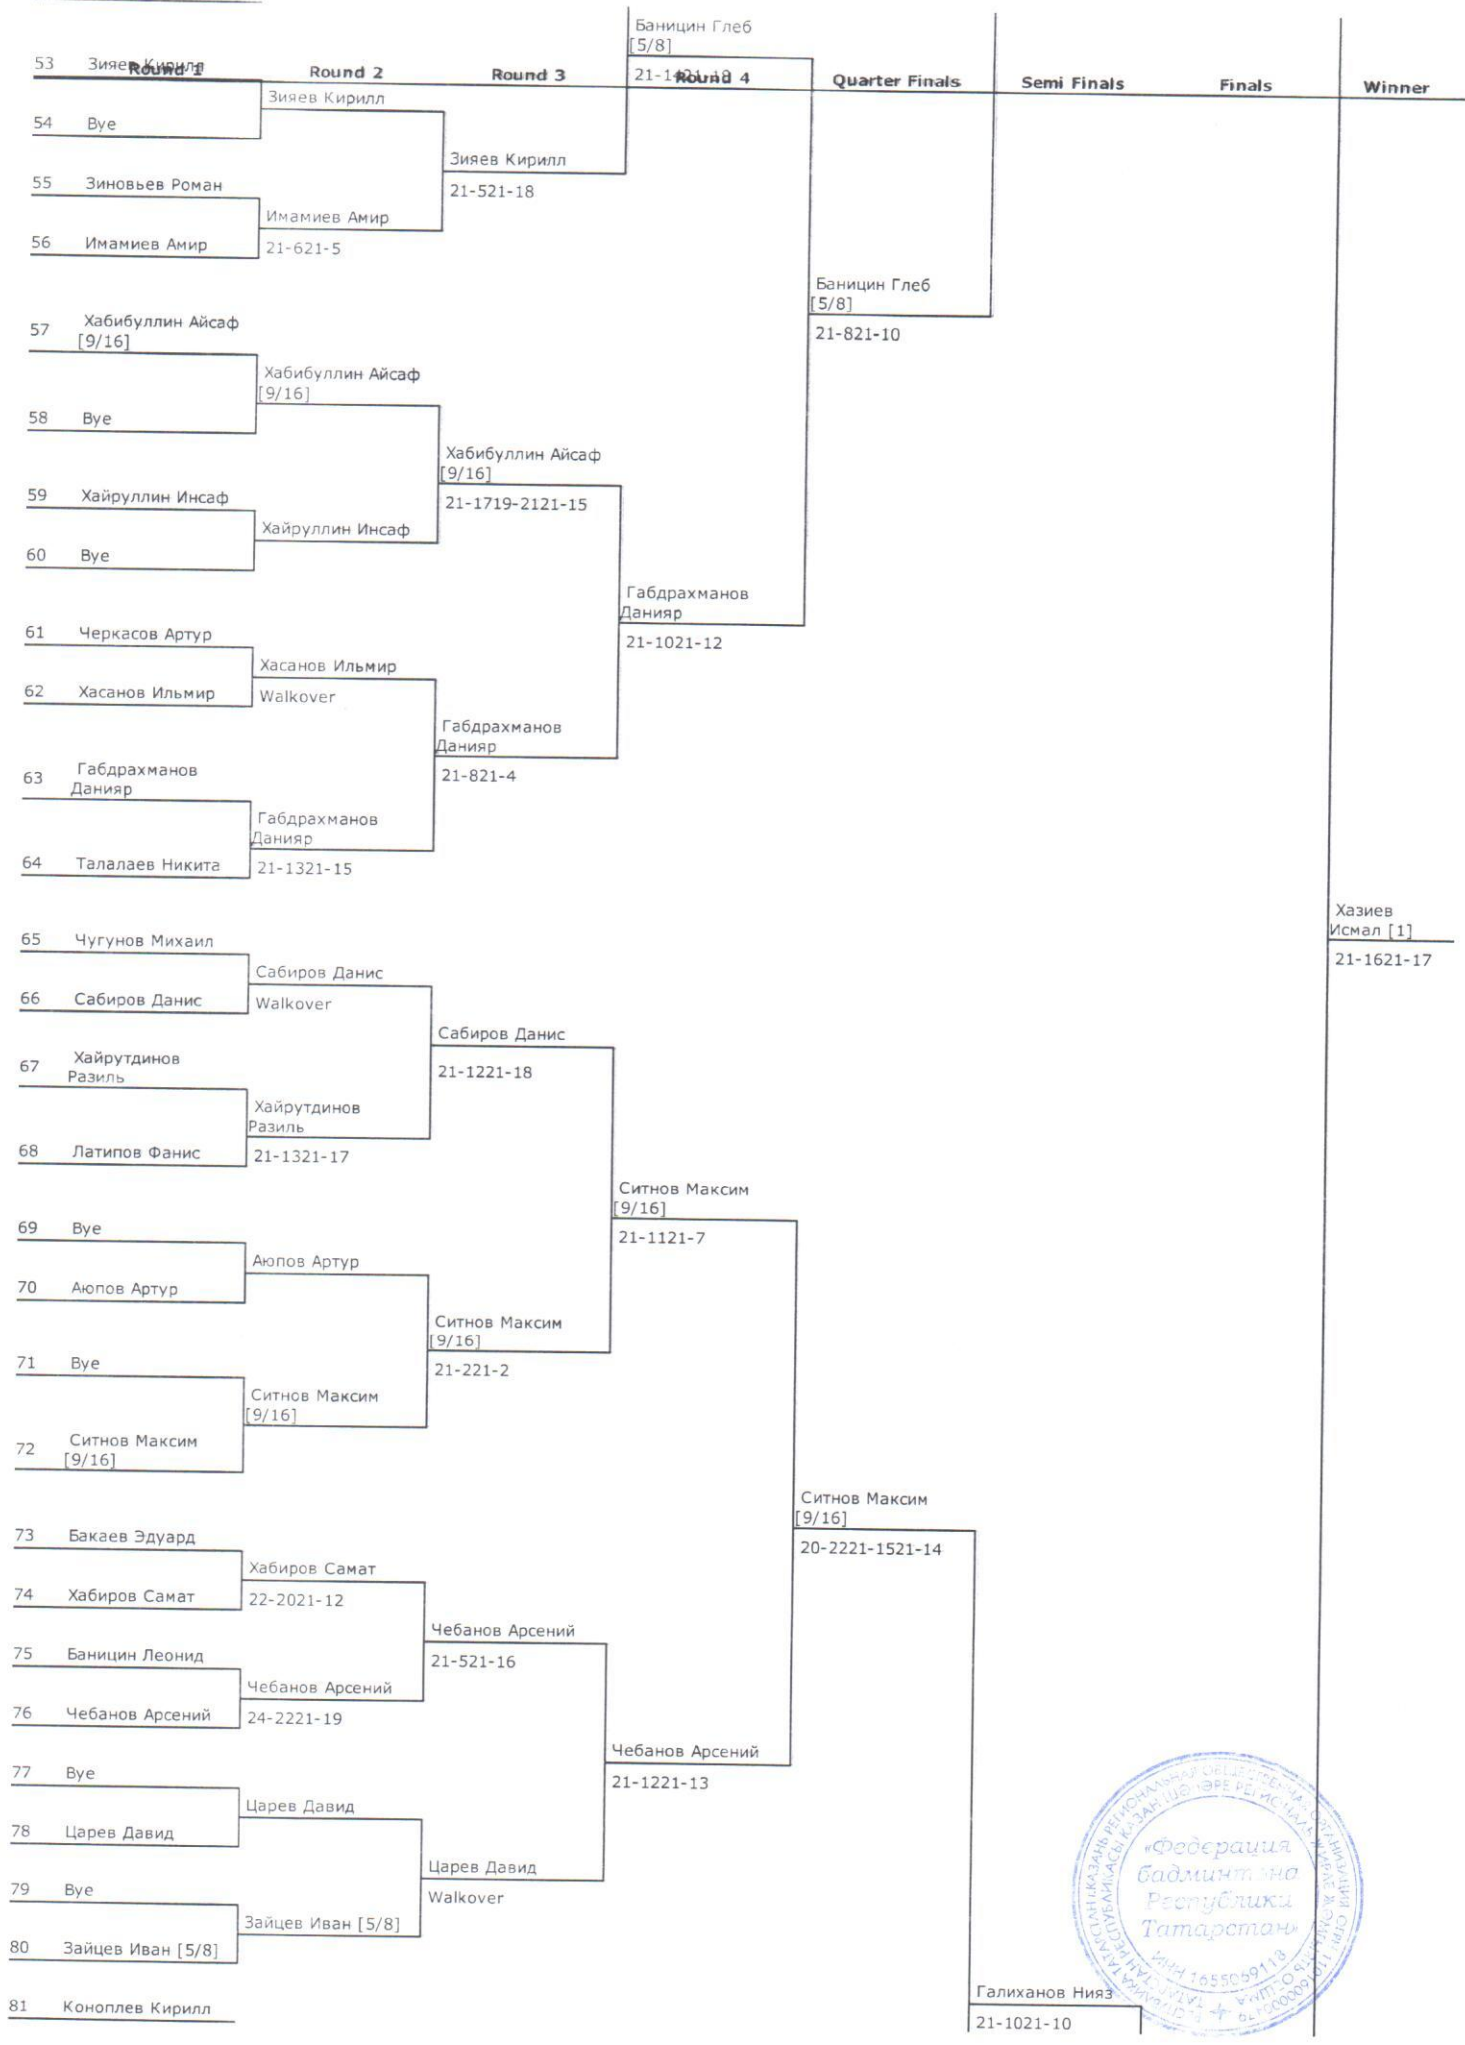 Round 1
Round 2
Round 3
Round 4
Quarter Finals
Semi Finals
Finals
Winner
Баницин Глеб
[5/8]
53 Зияев Кирилл
Зияев Кирилл
54 Bye
Зияев Кирилл
21-521-18
55 Зиновьев Роман
Имамиев Амир
21-621-5
56 Имамиев Амир
Баницин Глеб
[5/8]
21-821-10
57 Хабибуллин Айсаф
[9/16]
Хабибуллин Айсаф
[9/16]
58 Bye
Хабибуллин Айсаф
[9/16]
21-1719-2121-15
59 Хайруллин Инсаф
Хайруллин Инсаф
60 Bye
Габдрахманов
Данияр
21-1021-12
61 Черкасов Артур
Хасанов Ильмир
Walkover
62 Хасанов Ильмир
Габдрахманов
Данияр
21-821-4
63 Габдрахманов
Данияр
Габдрахманов
Данияр
21-1321-15
64 Талалаев Никита
Хазиев
Исмал [1]
21-1621-17
65 Чугунов Михаил
Сабиров Данис
Walkover
66 Сабиров Данис
Сабиров Данис
21-1221-18
67 Хайрутдинов
Разиль
Хайрутдинов
Разиль
21-1321-17
68 Латипов Фанис
Ситнов Максим
[9/16]
21-1121-7
69 Bye
Аюпов Артур
70 Аюпов Артур
Ситнов Максим
[9/16]
21-221-2
71 Bye
Ситнов Максим
[9/16]
72 Ситнов Максим
[9/16]
Ситнов Максим
[9/16]
20-2221-1521-14
73 Бакаев Эдуард
Хабиров Самат
22-2021-12
74 Хабиров Самат
Чебанов Арсений
21-521-16
75 Баницин Леонид
Чебанов Арсений
24-2221-19
76 Чебанов Арсений
Чебанов Арсений
21-1221-13
77 Bye
Царев Давид
78 Царев Давид
Царев Давид
Walkover
79 Bye
Зайцев Иван [5/8]
80 Зайцев Иван [5/8]
81 Коноплев Кирилл
Галиханов Нияз
21-1021-10
«Федерация
бадминтона
Республики
Татарстан»
ИНН 1655059118